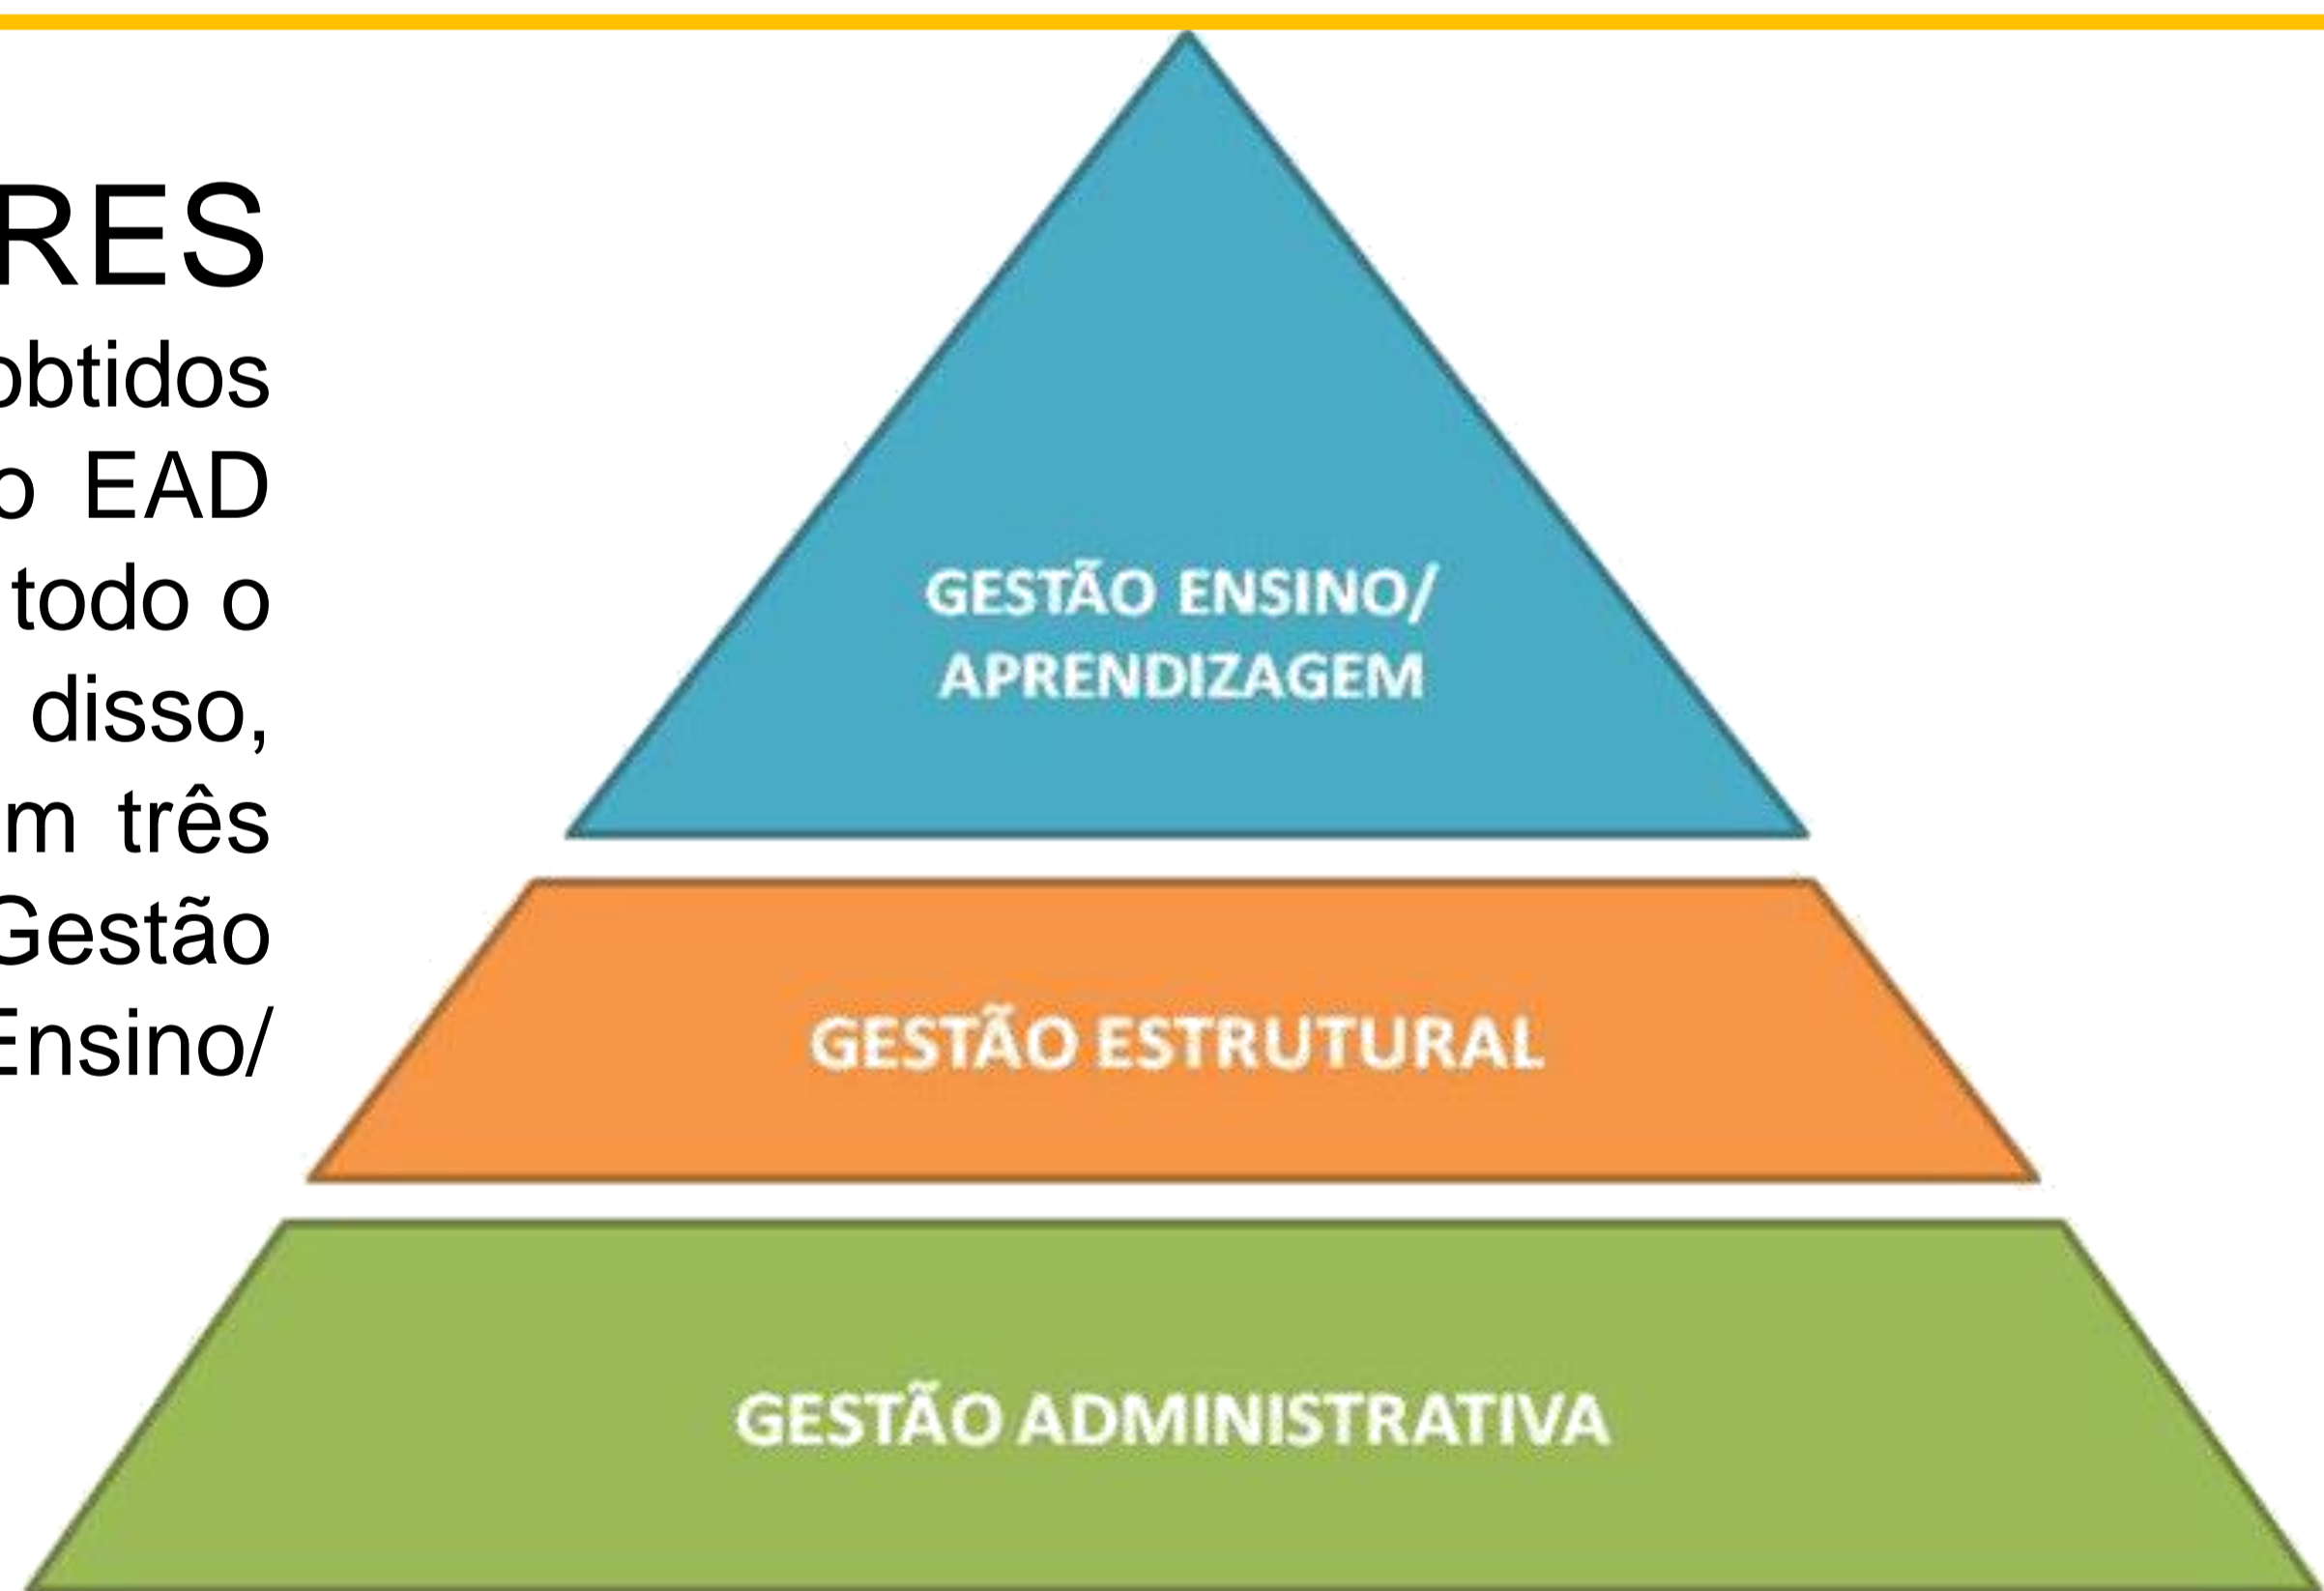 RES
obtidos
EAD
todo o
disso,
três
Gestão
Ensino/
GESTÃO ENSINO/
APRENDIZAGEM
GESTÃO ESTRUTURAL
GESTÃO ADMINISTRATIVA